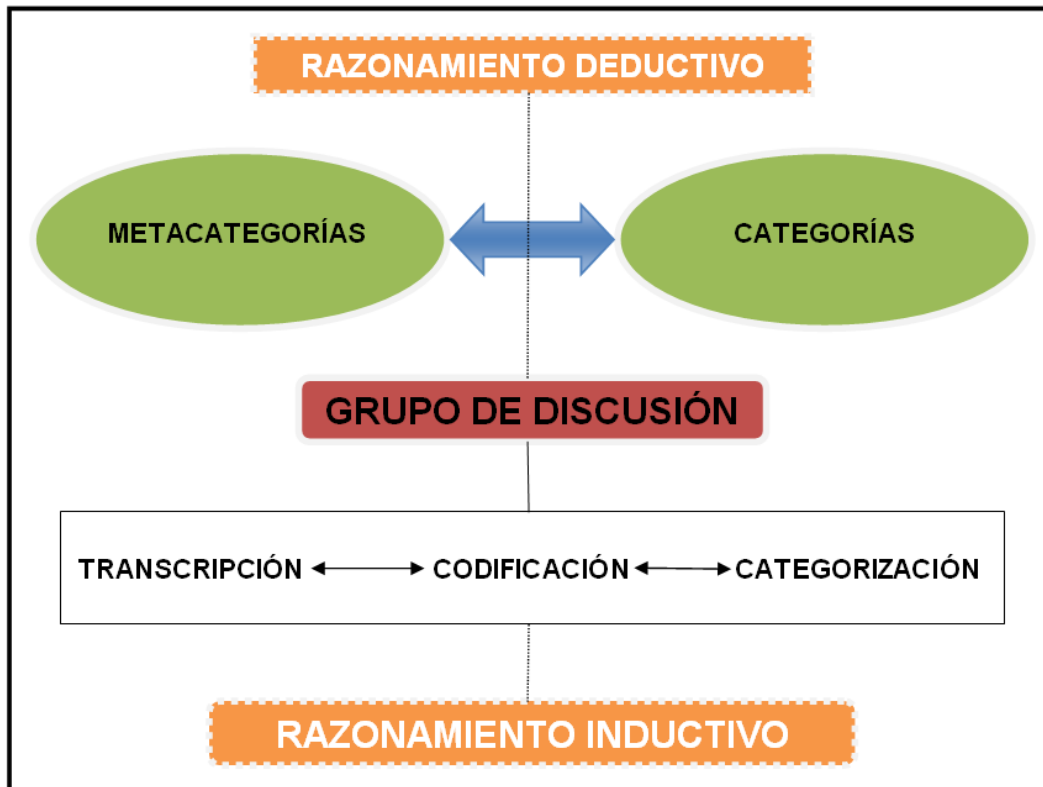 RAZONAMIENTO DEDUCTIVO
METACATEGORÍAS
CATEGORÍAS
GRUPO DE DISCUSIÓN
TRANSCRIPCIÓN CODIFICACIÓN CATEGORIZACIÓN
RAZONAMIENTO INDUCTIVO